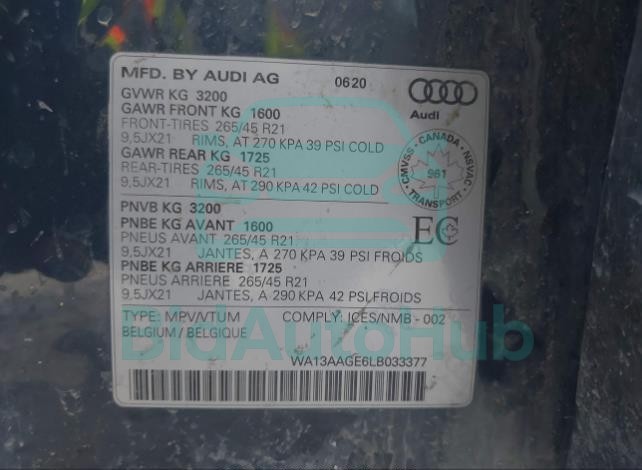 MFD. BY AUDI AG 0620
Audi
GVWR KG 3200
GAWR FRONT KG 1600
FRONT-TIRES 265/45 R21
9,5JX21 RIMS, AT 270 KPA 39 PSI COLD
GAWR REAR KG 1725
REAR-TIRES 265/45 R21
9,5JX21 RIMS, AT 290 KPA 42 PSI COLD
CMVSS - CANADA - NSVAC
961
TRANSPORT
PNVB KG 3200
PNBE KG AVANT 1600
PNEUS AVANT 265/45 R21
9,5JX21 JANTES, A 270 KPA 39 PSI FROIDS
PNBE KG ARRIERE 1725
PNEUS ARRIERE 265/45 R21
9,5JX21 JANTES, A 290 KPA 42 PSI FROIDS
EC
TYPE: MPV/VTUM COMPLY: ICES/NMB - 002
BELGIUM / BELGIQUE
BidAutoHub
WA13AAGE6LB033377